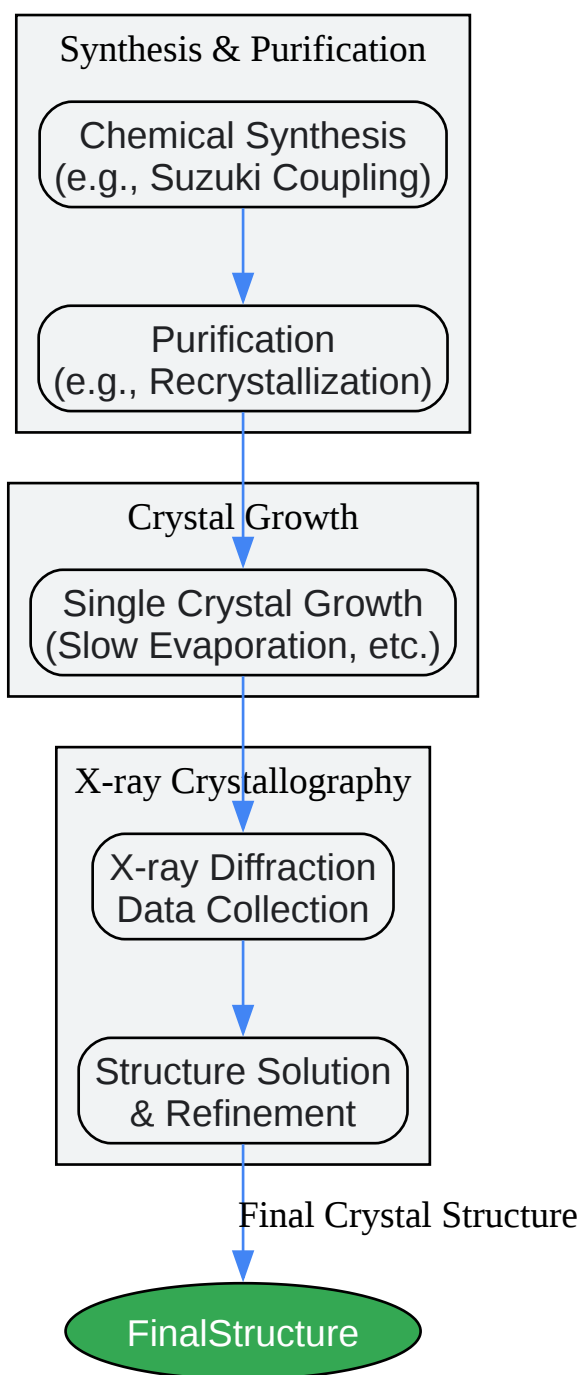 Synthesis & Purification
Chemical Synthesis
(e.g., Suzuki Coupling)
Purification
(e.g., Recrystallization)
Crystal Growth
Single Crystal Growth
(Slow Evaporation, etc.)
X-ray Crystallography
X-ray Diffraction
Data Collection
Structure Solution
& Refinement
Final Crystal Structure
FinalStructure